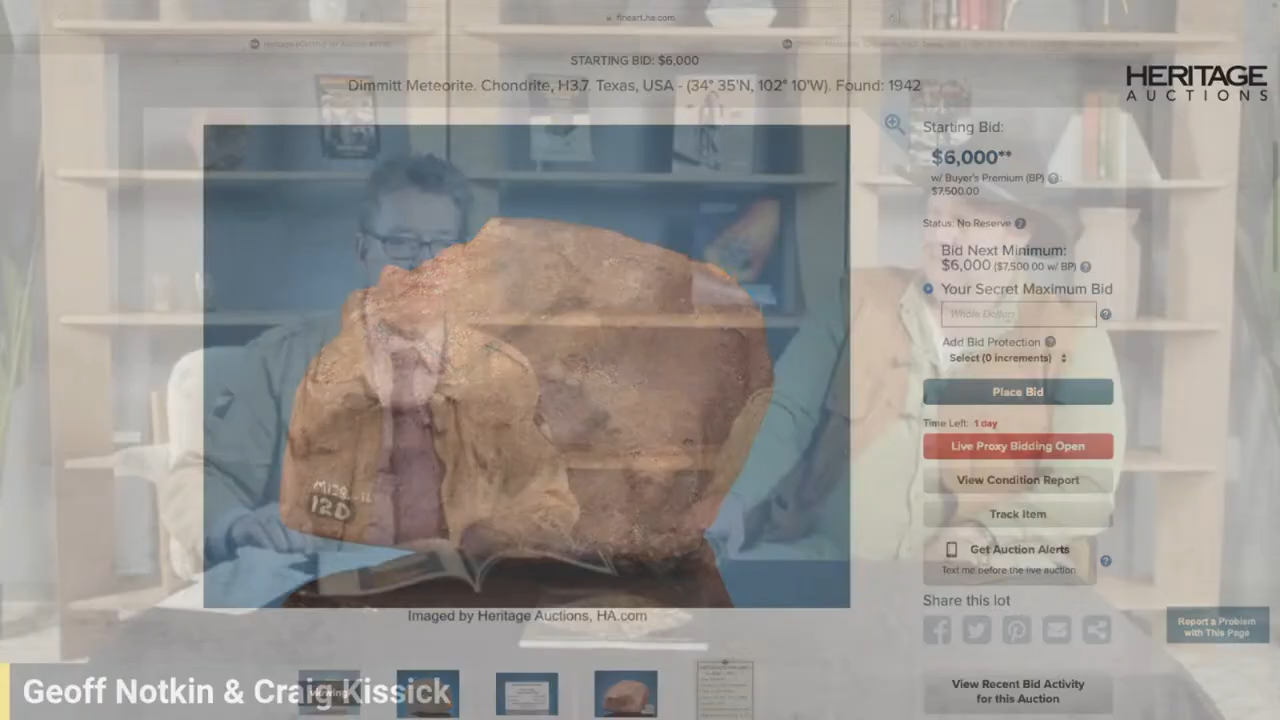 fineart.ha.com
STARTING BID: $6,000
Dimmitt Meteorite. Chondrite, H3.7. Texas, USA - (34° 35'N, 102° 10'W). Found: 1942
HERITAGE
AUCTIONS
Starting Bid:
$6,000**
w/ Buyer's Premium (BP) ? :
$7,500.00
Status: No Reserve ?
Bid Next Minimum:
$6,000 ($7,500.00 w/ BP) ?
Your Secret Maximum Bid
Whole Dollars ?
Add Bid Protection ?
Select (0 increments)
Place Bid
Time Left: 1 day
Live Proxy Bidding Open
View Condition Report
Track Item
Get Auction Alerts
Text me before the live auction
?
Share this lot
12D
Imaged by Heritage Auctions, HA.com
Report a Problem
with This Page
viewing
View Recent Bid Activity
for this Auction
Geoff Notkin & Craig Kissick